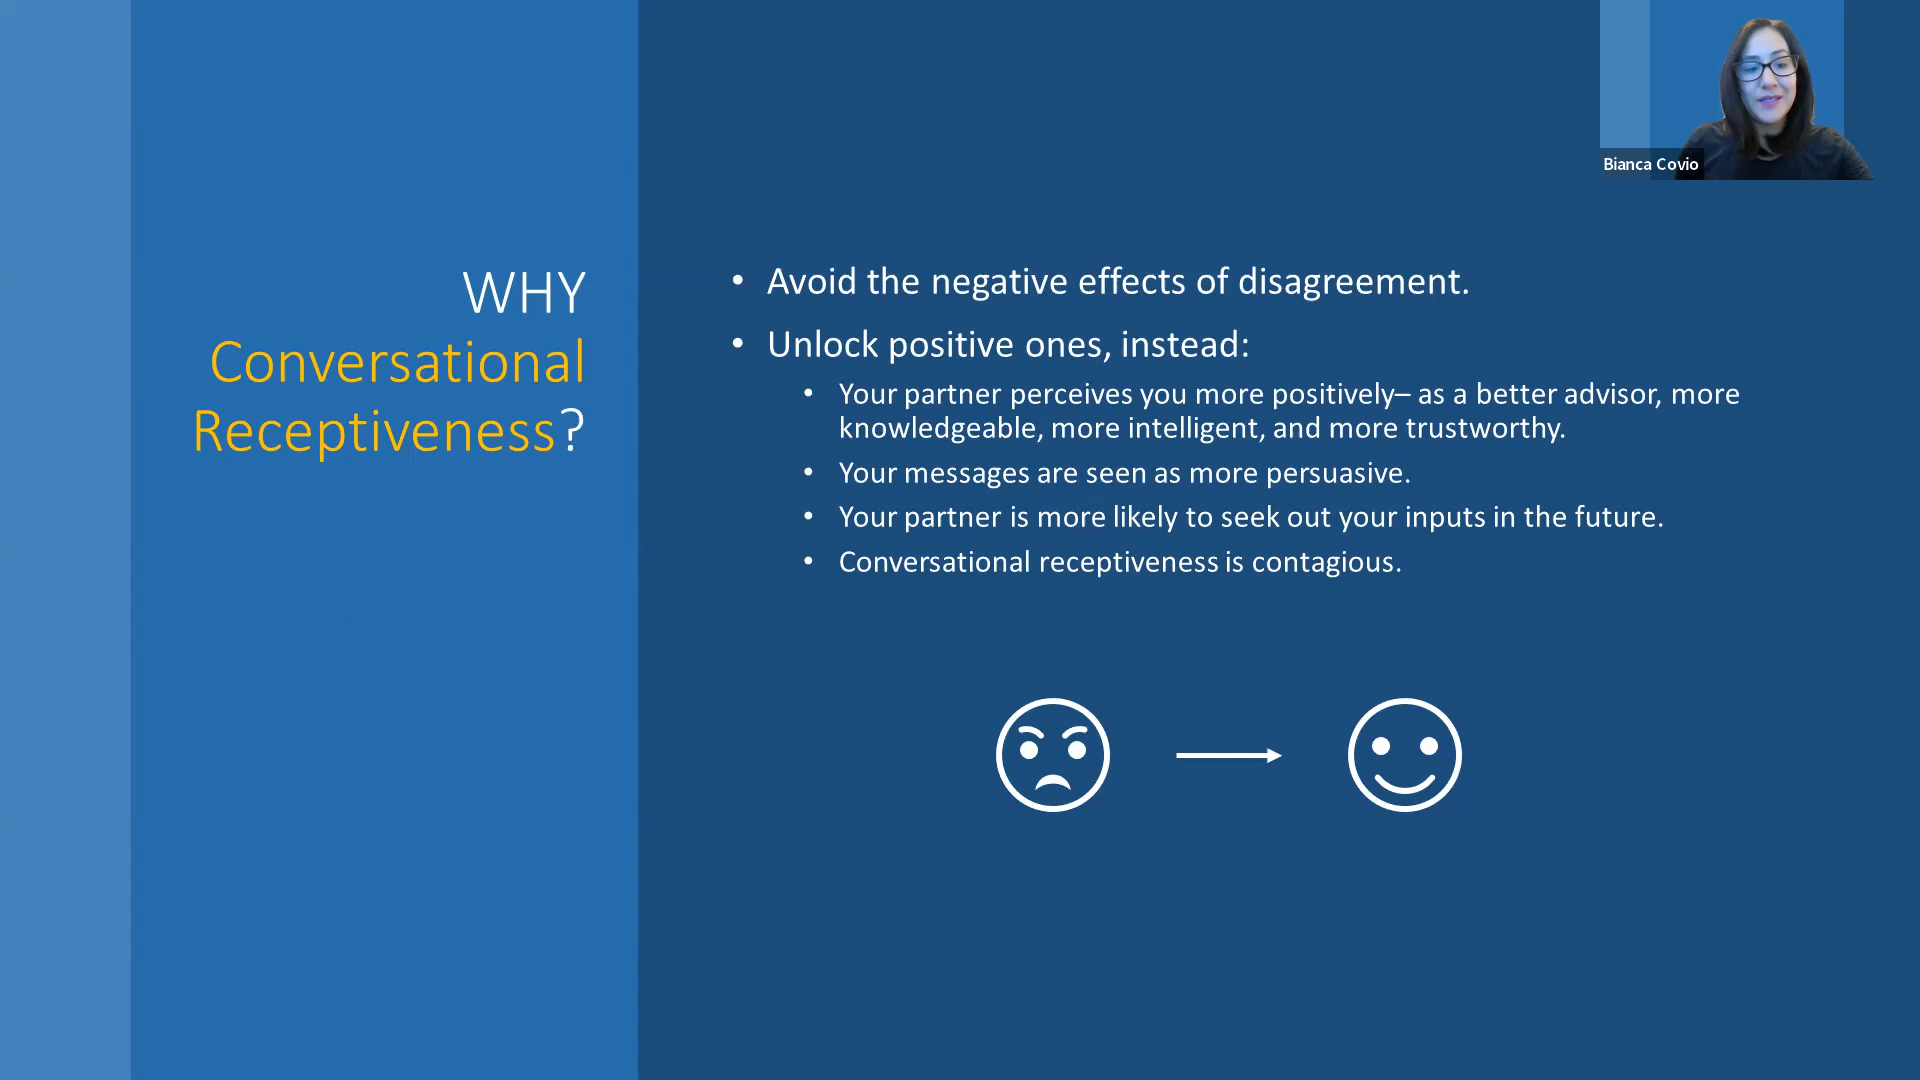 Bianca Covio
WHY
Conversational
Receptiveness?
• Avoid the negative effects of disagreement.
• Unlock positive ones, instead:
• Your partner perceives you more positively– as a better advisor, more
knowledgeable, more intelligent, and more trustworthy.
• Your messages are seen as more persuasive.
• Your partner is more likely to seek out your inputs in the future.
• Conversational receptiveness is contagious.